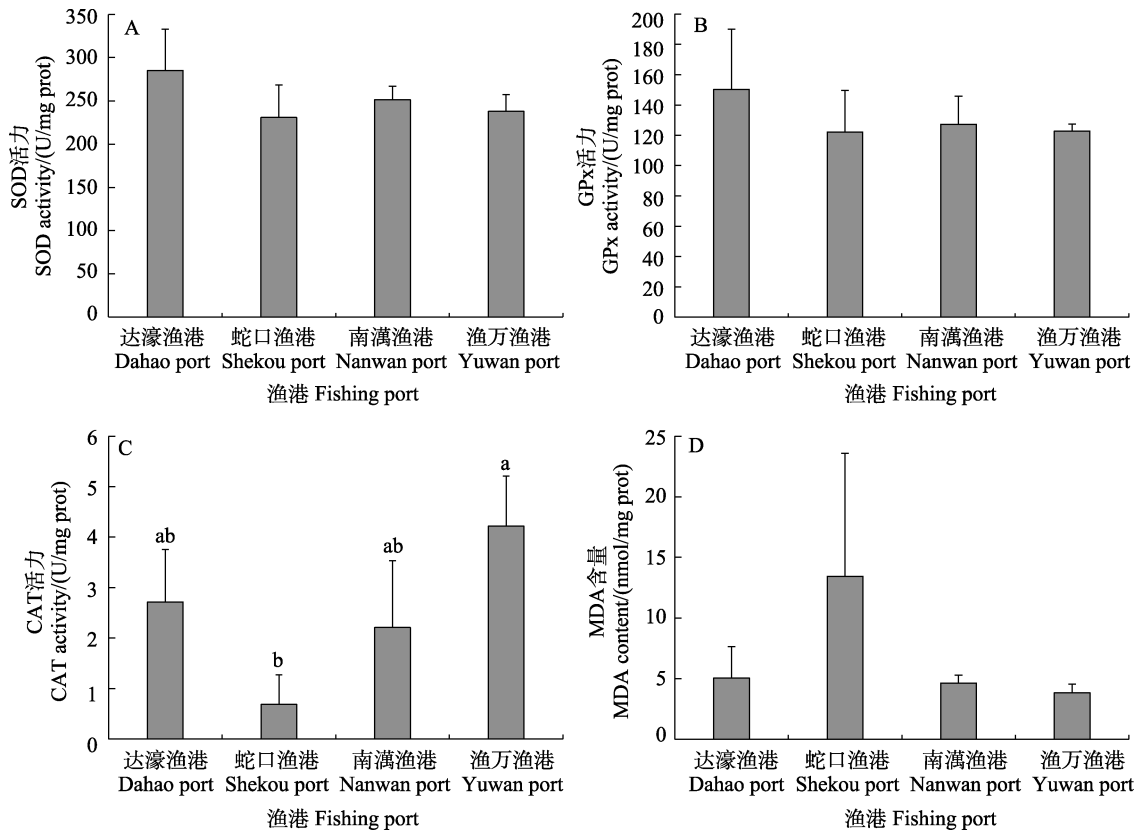 A
350
300
250
200
150
100
50
0
SOD活力
SOD activity/(U/mg prot)
达濠渔港 蛇口渔港 南澫渔港 渔万渔港
Dahao port Shekou port Nanwan port Yuwan port
渔港 Fishing port
B
200
180
160
140
120
100
80
60
40
20
0
GPx活力
GPx activity/(U/mg prot)
达濠渔港 蛇口渔港 南澫渔港 渔万渔港
Dahao port Shekou port Nanwan port Yuwan port
渔港 Fishing port
C
6
5
4
3
2
1
0
CAT活力
CAT activity/(U/mg prot)
ab b ab a
达濠渔港 蛇口渔港 南澫渔港 渔万渔港
Dahao port Shekou port Nanwan port Yuwan port
渔港 Fishing port
D
25
20
15
10
5
0
MDA含量
MDA content/(nmol/mg prot)
达濠渔港 蛇口渔港 南澫渔港 渔万渔港
Dahao port Shekou port Nanwan port Yuwan port
渔港 Fishing port